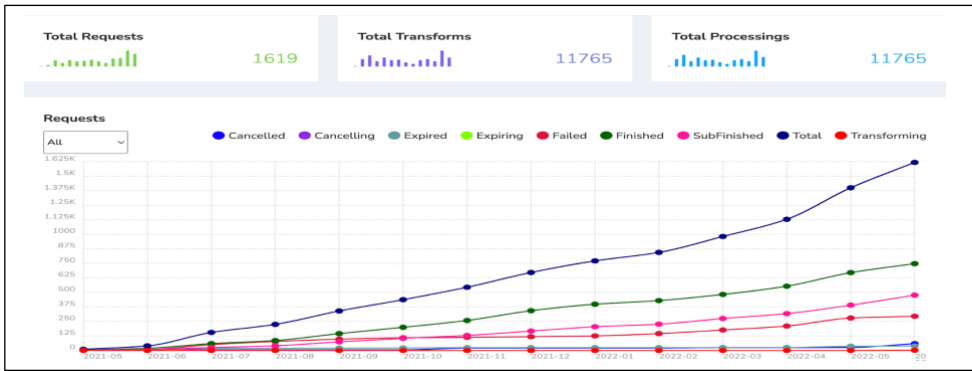 Total Requests
1619
Total Transforms
11765
Total Processings
11765
Requests
All
Cancelled Cancelling Expired Expiring Failed Finished SubFinished Total Transforming
1.625K
1.5K
1.375K
1.25K
1.125K
1000
875
750
625
500
375
250
125
0
2021-05 2021-06 2021-07 2021-08 2021-09 2021-10 2021-11 2021-12 2022-01 2022-02 2022-03 2022-04 2022-05 20